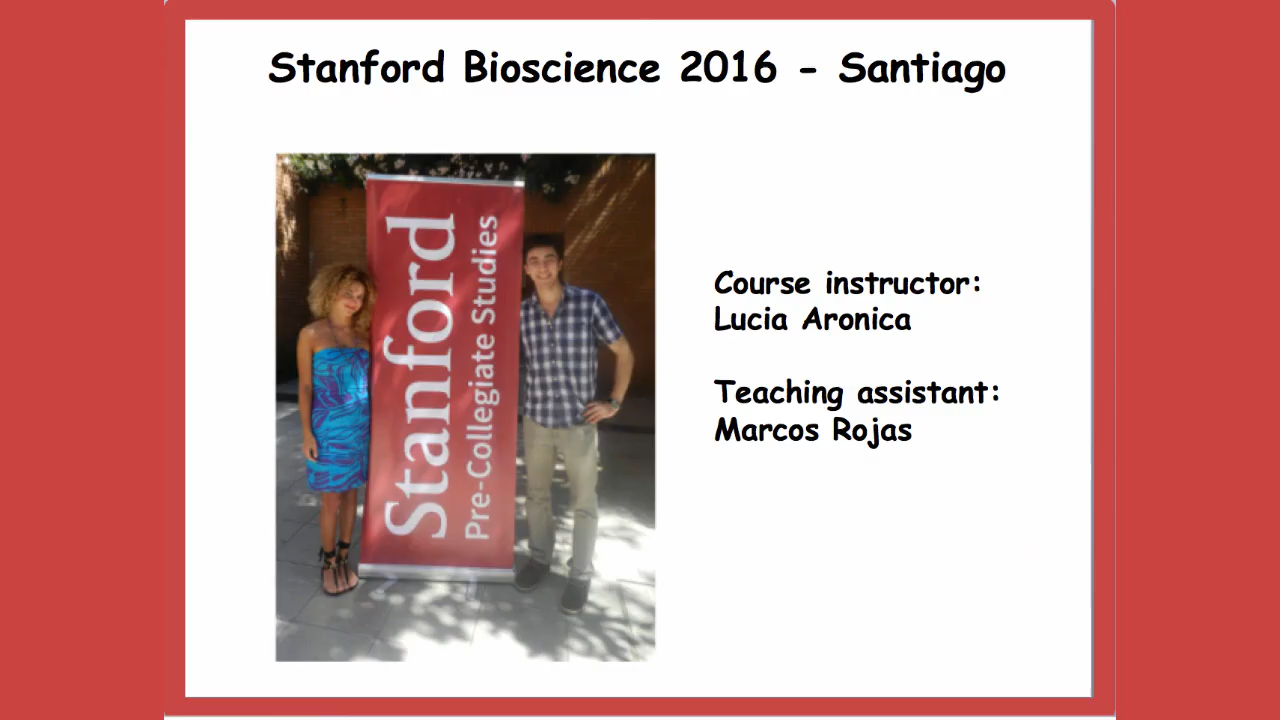 Stanford Bioscience 2016 - Santiago
Stanford
Pre-Collegiate Studies
Course instructor:
Lucia Aronica
Teaching assistant:
Marcos Rojas